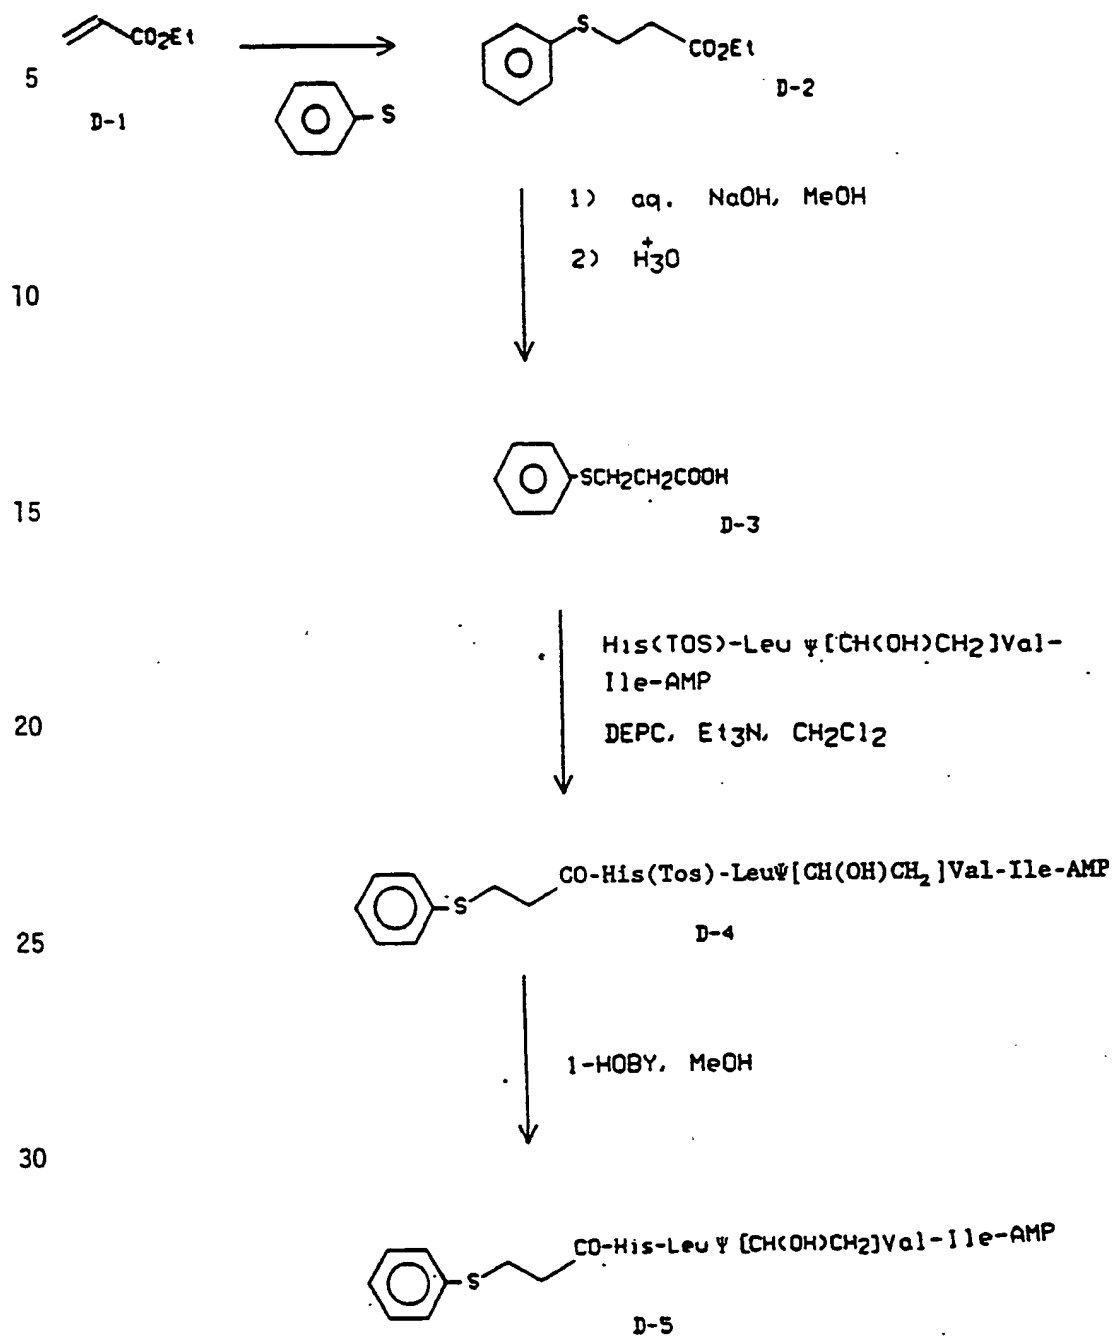 S
CO2Et
CO2Et
5
D-2
D-1
S
1) aq. NaOH, MeOH
2) H3O+
10
SCH2CH2COOH
15
D-3
His(TOS)-Leu Ψ[CH(OH)CH2]Val-
Ile-AMP
20
DEPC, Et3N, CH2Cl2
CO-His(Tos)-LeuΨ[CH(OH)CH2]Val-Ile-AMP
S
D-4
25
1-HOBY, MeOH
30
CO-His-Leu Ψ [CH(OH)CH2]Val-Ile-AMP
S
D-5